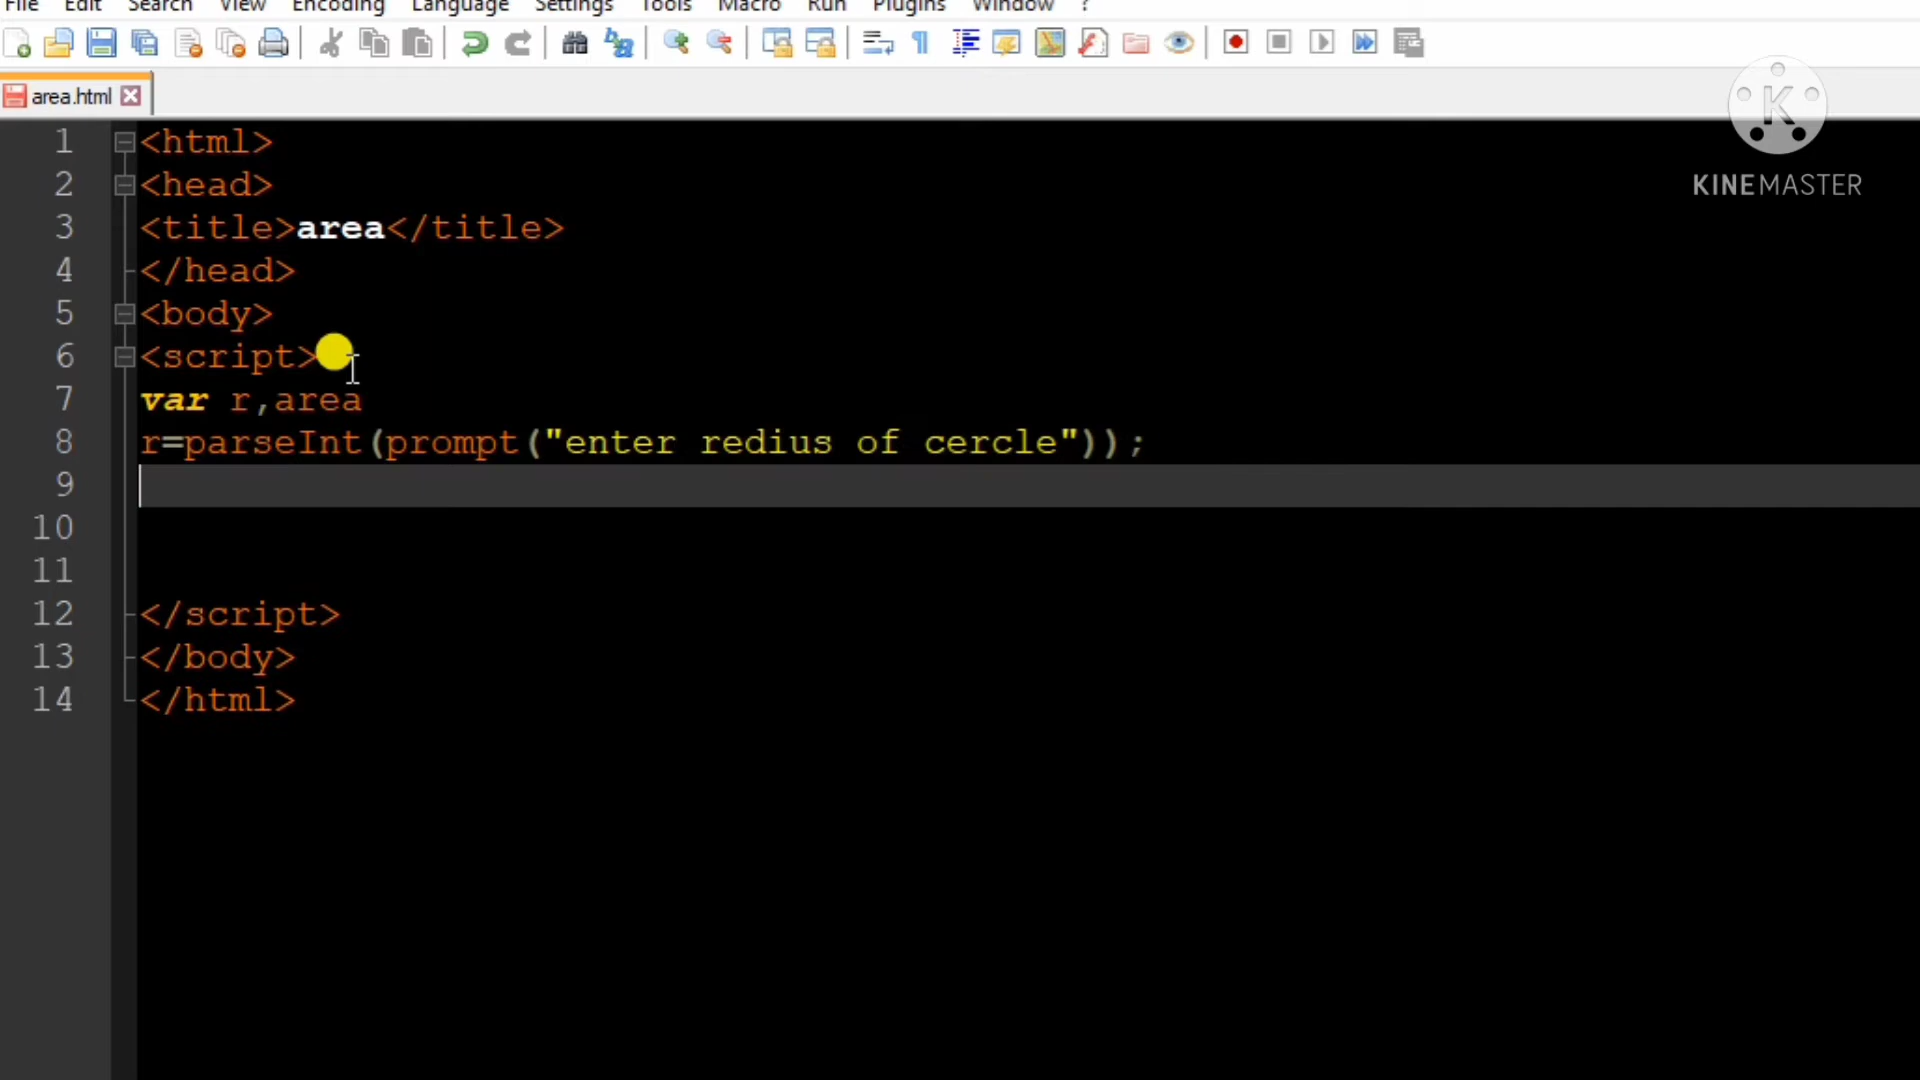 File Edit Search View Encoding Language Settings Tools Macro Run Plugins Window ?
area.html
KINEMASTER
1 <html>
2 <head>
3 <title>area</title>
4 </head>
5 <body>
6 <script>
7 var r,area
8 r=parseInt(prompt("enter redius of cercle"));
9
10
11
12 </script>
13 </body>
14 </html>